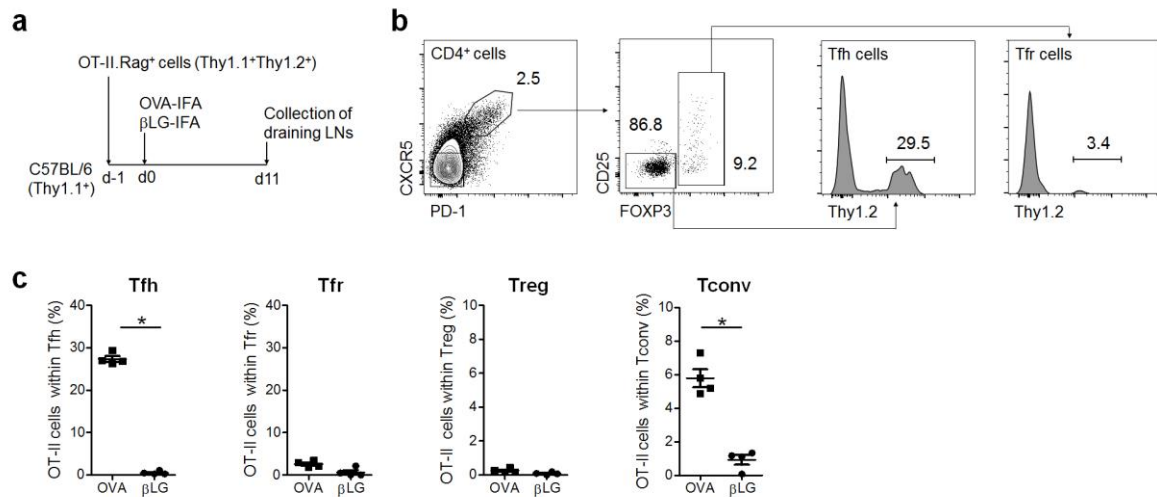 a
OT-II.Rag⁺ cells (Thy1.1⁺Thy1.2⁺)
OVA-IFA
βLG-IFA
Collection of
draining LNs
C57BL/6
(Thy1.1⁺)
d-1
d0
d11
b
CD4⁺ cells
2.5
CXCR5
PD-1
86.8
9.2
CD25
FOXP3
Tfh cells
29.5
Thy1.2
Tfr cells
3.4
Thy1.2
c
Tfh
OT-II cells within Tfh (%)
40
30
20
10
0
*
OVA
βLG
Tfr
OT-II cells within Tfr (%)
40
30
20
10
0
OVA
βLG
Treg
OT-II cells within Treg (%)
10
8
6
4
2
0
OVA
βLG
Tconv
OT-II cells within Tconv (%)
10
8
6
4
2
0
*
OVA
βLG